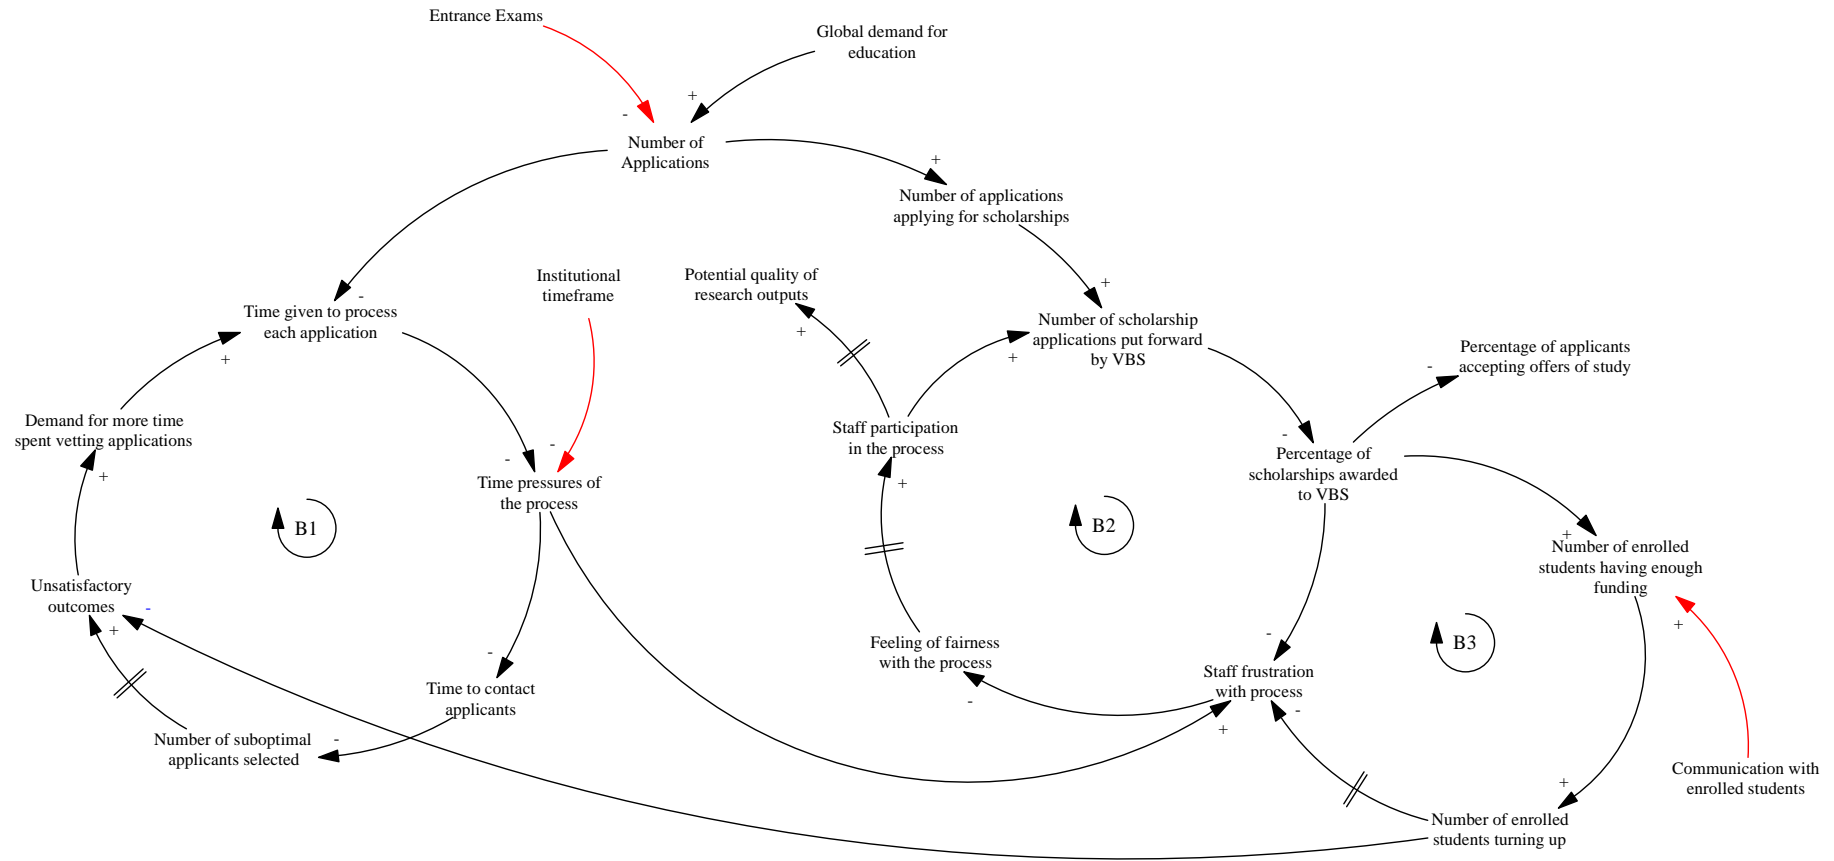 Entrance Exams
Global demand for
education
+
-
Number of
Applications
+
Number of applications
applying for scholarships
Institutional
timeframe
Potential quality of
research outputs
+
-
+
Time given to process
each application
+
Number of scholarship
applications put forward
by VBS
+
Percentage of applicants
accepting offers of study
-
Demand for more time
spent vetting applications
+
Staff participation
in the process
+
-
-
Time pressures of
the process
-
Percentage of
scholarships awarded
to VBS
B1
B2
+
Number of enrolled
students having enough
funding
+
Unsatisfactory
outcomes
-
+
Feeling of fairness
with the process
-
B3
-
Staff frustration
with process
-
-
+
-
Time to contact
applicants
-
Number of suboptimal
applicants selected
Communication with
enrolled students
+
Number of enrolled
students turning up